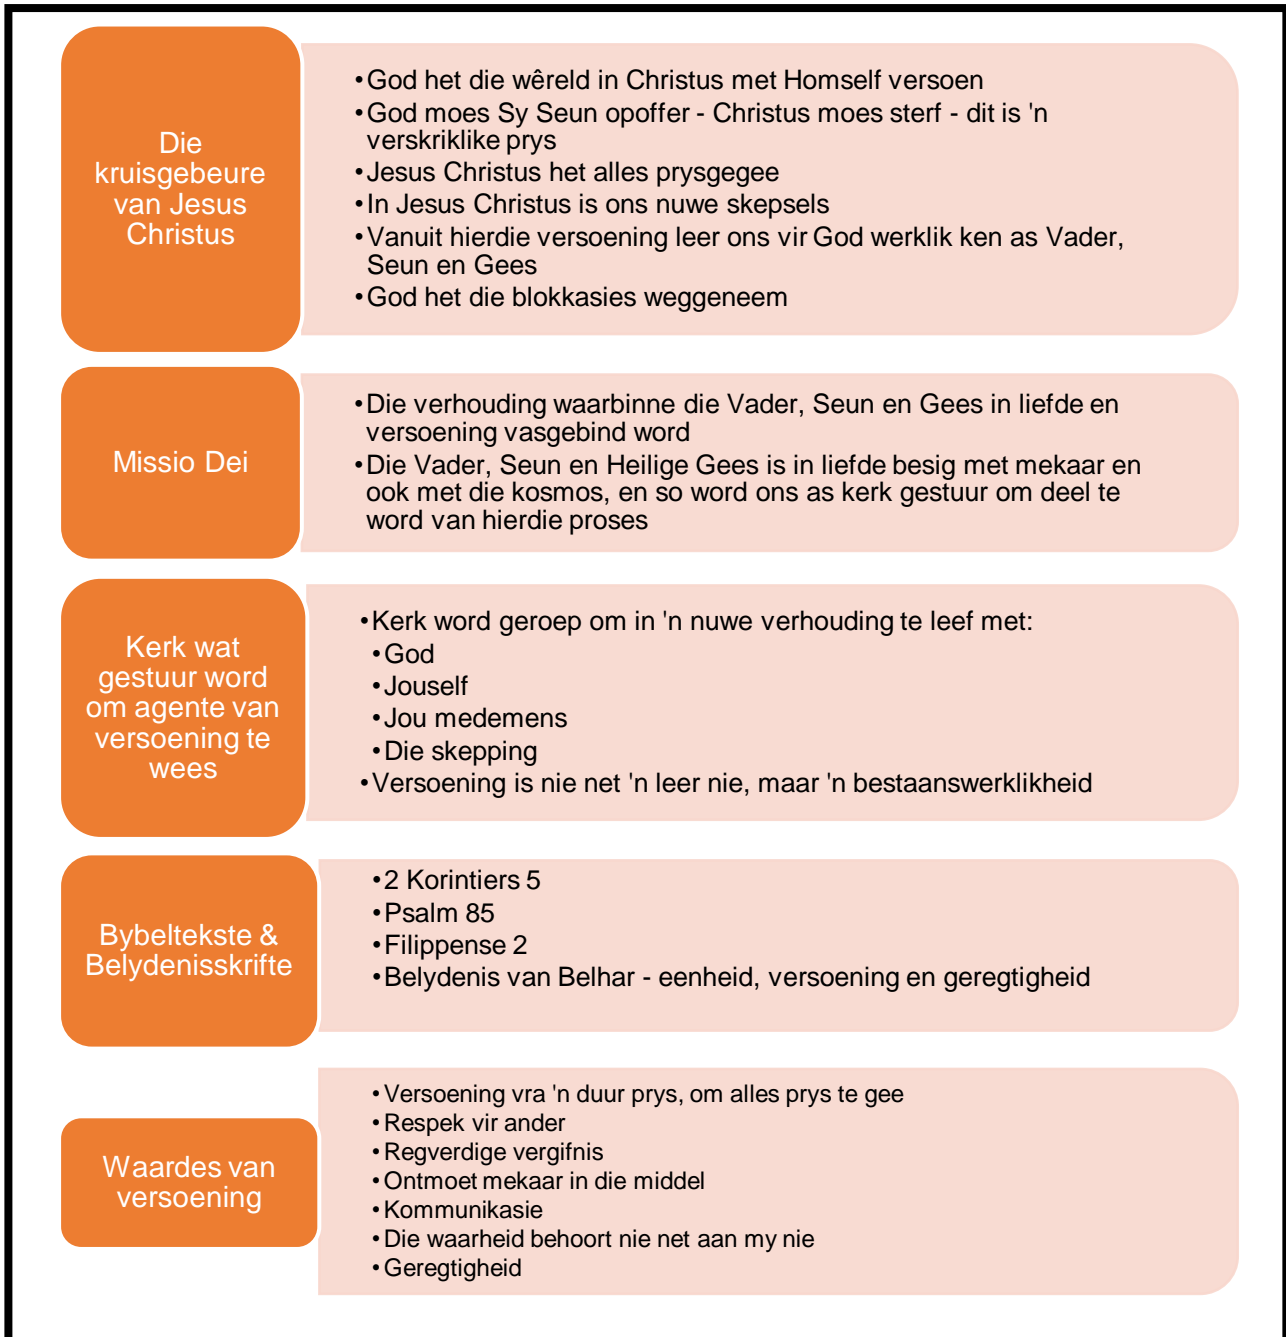 Die
kruisgebeure
van Jesus
Christus
•God het die wêreld in Christus met Homself versoen
•God moes Sy Seun opoffer - Christus moes sterf - dit is 'n
verskriklike prys
•Jesus Christus het alles prysgegee
•In Jesus Christus is ons nuwe skepsels
•Vanuit hierdie versoening leer ons vir God werklik ken as Vader,
Seun en Gees
•God het die blokkasies weggeneem
Missio Dei
•Die verhouding waarbinne die Vader, Seun en Gees in liefde en
versoening vasgebind word
•Die Vader, Seun en Heilige Gees is in liefde besig met mekaar en
ook met die kosmos, en so word ons as kerk gestuur om deel te
word van hierdie proses
Kerk wat
gestuur word
om agente van
versoening te
wees
•Kerk word geroep om in 'n nuwe verhouding te leef met:
•God
•Jouself
•Jou medemens
•Die skepping
•Versoening is nie net 'n leer nie, maar 'n bestaanswerklikheid
Bybeltekste &
Belydenisskrifte
•2 Korintiers 5
•Psalm 85
•Filippense 2
•Belydenis van Belhar - eenheid, versoening en geregtigheid
Waardes van
versoening
•Versoening vra 'n duur prys, om alles prys te gee
•Respek vir ander
•Regverdige vergifnis
•Ontmoet mekaar in die middel
•Kommunikasie
•Die waarheid behoort nie net aan my nie
•Geregtigheid